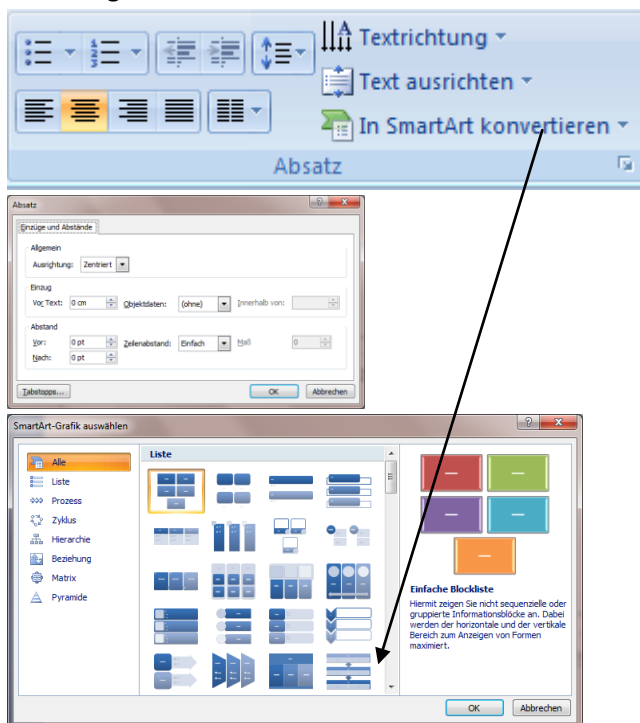 Textrichtung
Text ausrichten
In SmartArt konvertieren
Absatz
Absatz
Einzüge und Abstände
Allgemein
Ausrichtung: Zentriert
Einzug
Vor Text: 0 cm Objektdaten: (ohne) Innerhalb von:
Abstand
Vor: 0 pt Zeilenabstand: Einfach Maß 0
Nach: 0 pt
Tabstopps... OK Abbrechen
SmartArt-Grafik auswählen
Alle
Liste
Prozess
Zyklus
Hierarchie
Beziehung
Matrix
Pyramide
Liste
Einfache Blockliste
Hiermit zeigen Sie nicht sequenzielle oder
gruppierte Informationsblöcke an. Dabei
werden der horizontale und der vertikale
Bereich zum Anzeigen von Formen
maximiert.
OK Abbrechen